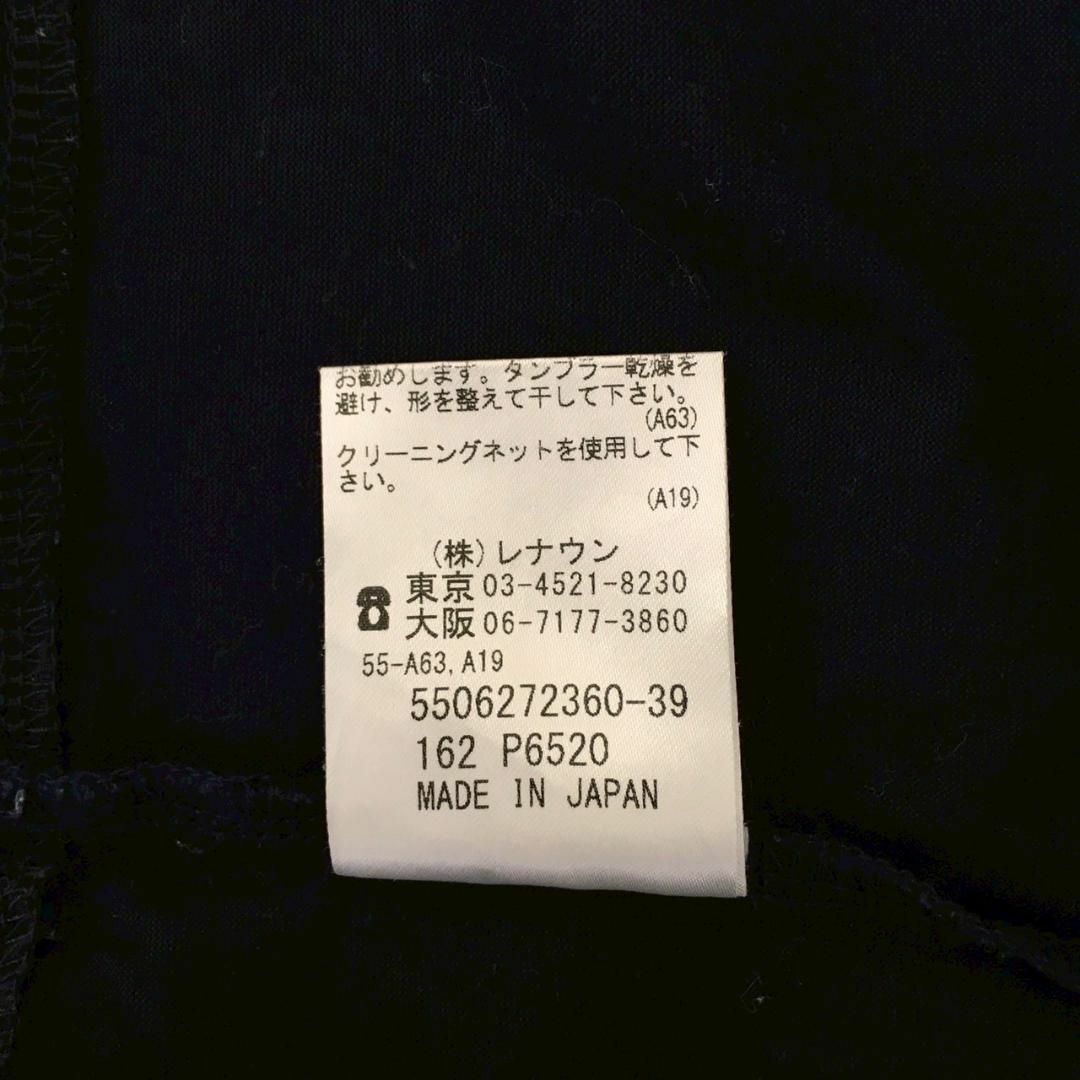 お勧めします。タンブラー乾燥を
避け、形を整えて干して下さい。
(A63)
クリーニングネットを使用して下
さい。
(A19)
(株)レナウン
東京 03-4521-8230
大阪 06-7177-3860
55-A63, A19
5506272360-39
162 P6520
MADE IN JAPAN